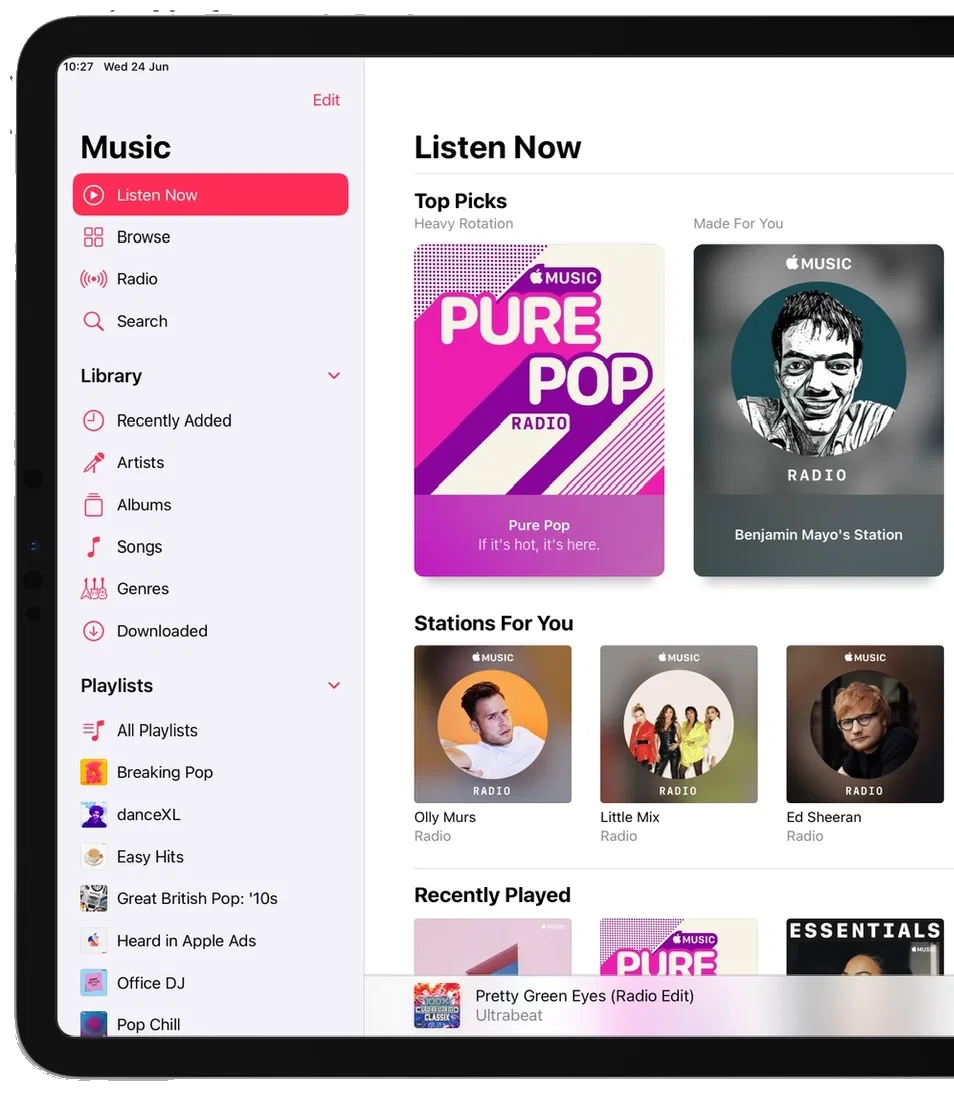 10:27 Wed 24 Jun
Edit
Music
Listen Now
Browse
Radio
Search
Library
Recently Added
Artists
Albums
Songs
Genres
Downloaded
Playlists
All Playlists
Breaking Pop
danceXL
Easy Hits
Great British Pop: '10s
Heard in Apple Ads
Office DJ
Pop Chill
Listen Now
Top Picks
Heavy Rotation
MUSIC
PURE
POP
RADIO
Pure Pop
If it's hot, it's here.
Made For You
MUSIC
RADIO
Benjamin Mayo's Station
Stations For You
MUSIC
RADIO
Olly Murs
Radio
MUSIC
RADIO
Little Mix
Radio
MUSIC
RADIO
Ed Sheeran
Radio
Recently Played
MUSIC
MUSIC
PURE
ESSENTIALS
MUSIC
100%
CLUBLAND
CLASSIX
Pretty Green Eyes (Radio Edit)
Ultrabeat